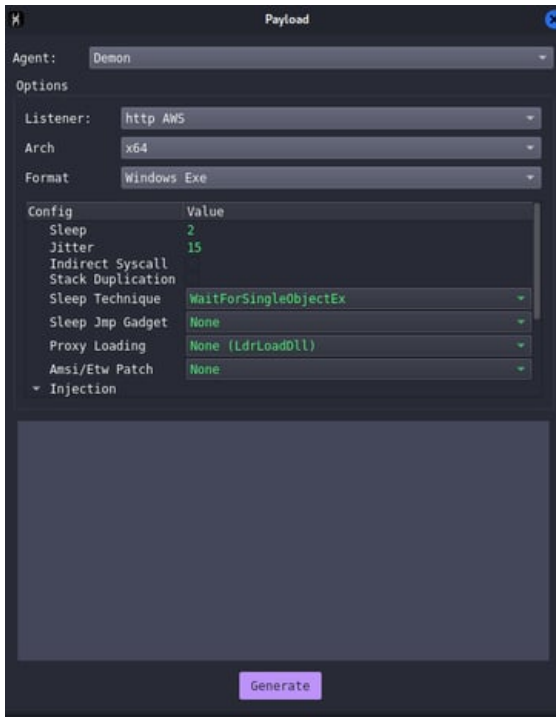 Payload
Agent: Demon
Options
Listener: http AWS
Arch x64
Format Windows Exe
Config Value
Sleep 2
Jitter 15
Indirect Syscall
Stack Duplication
Sleep Technique WaitForSingleObjectEx
Sleep Jmp Gadget None
Proxy Loading None (LdrLoadDll)
Amsi/Etw Patch None
Injection
Generate